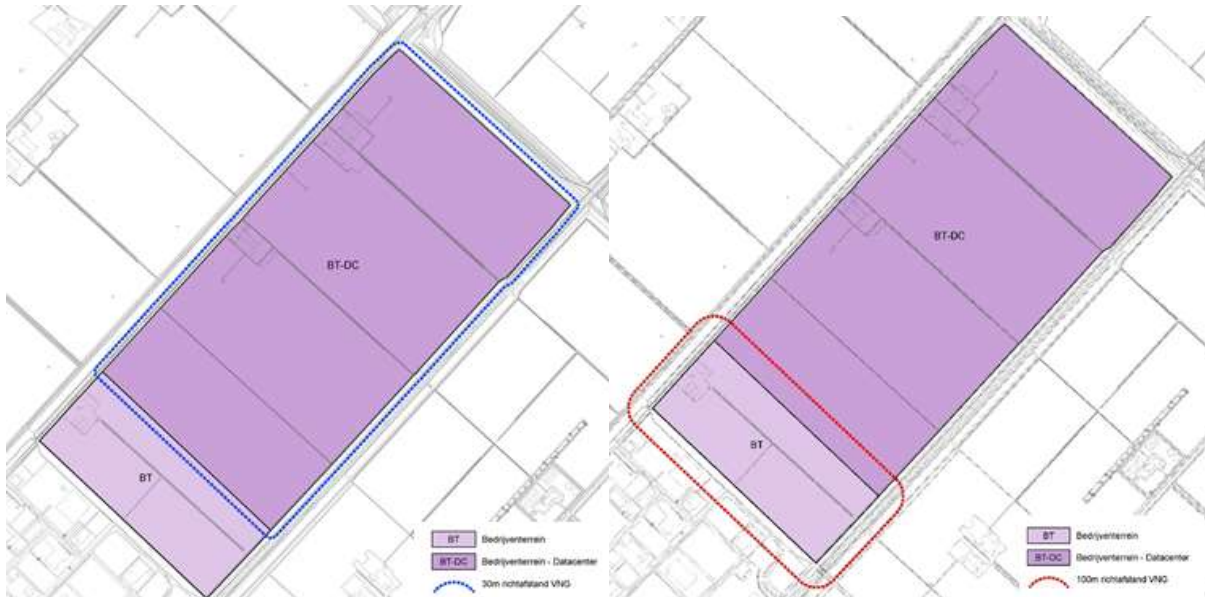 BT-DC
BT
BT Bedrijventerrein
BT-DC Bedrijventerrein - Datacenter
30m richtafstand VNG
BT-DC
BT
BT Bedrijventerrein
BT-DC Bedrijventerrein - Datacenter
100m richtafstand VNG